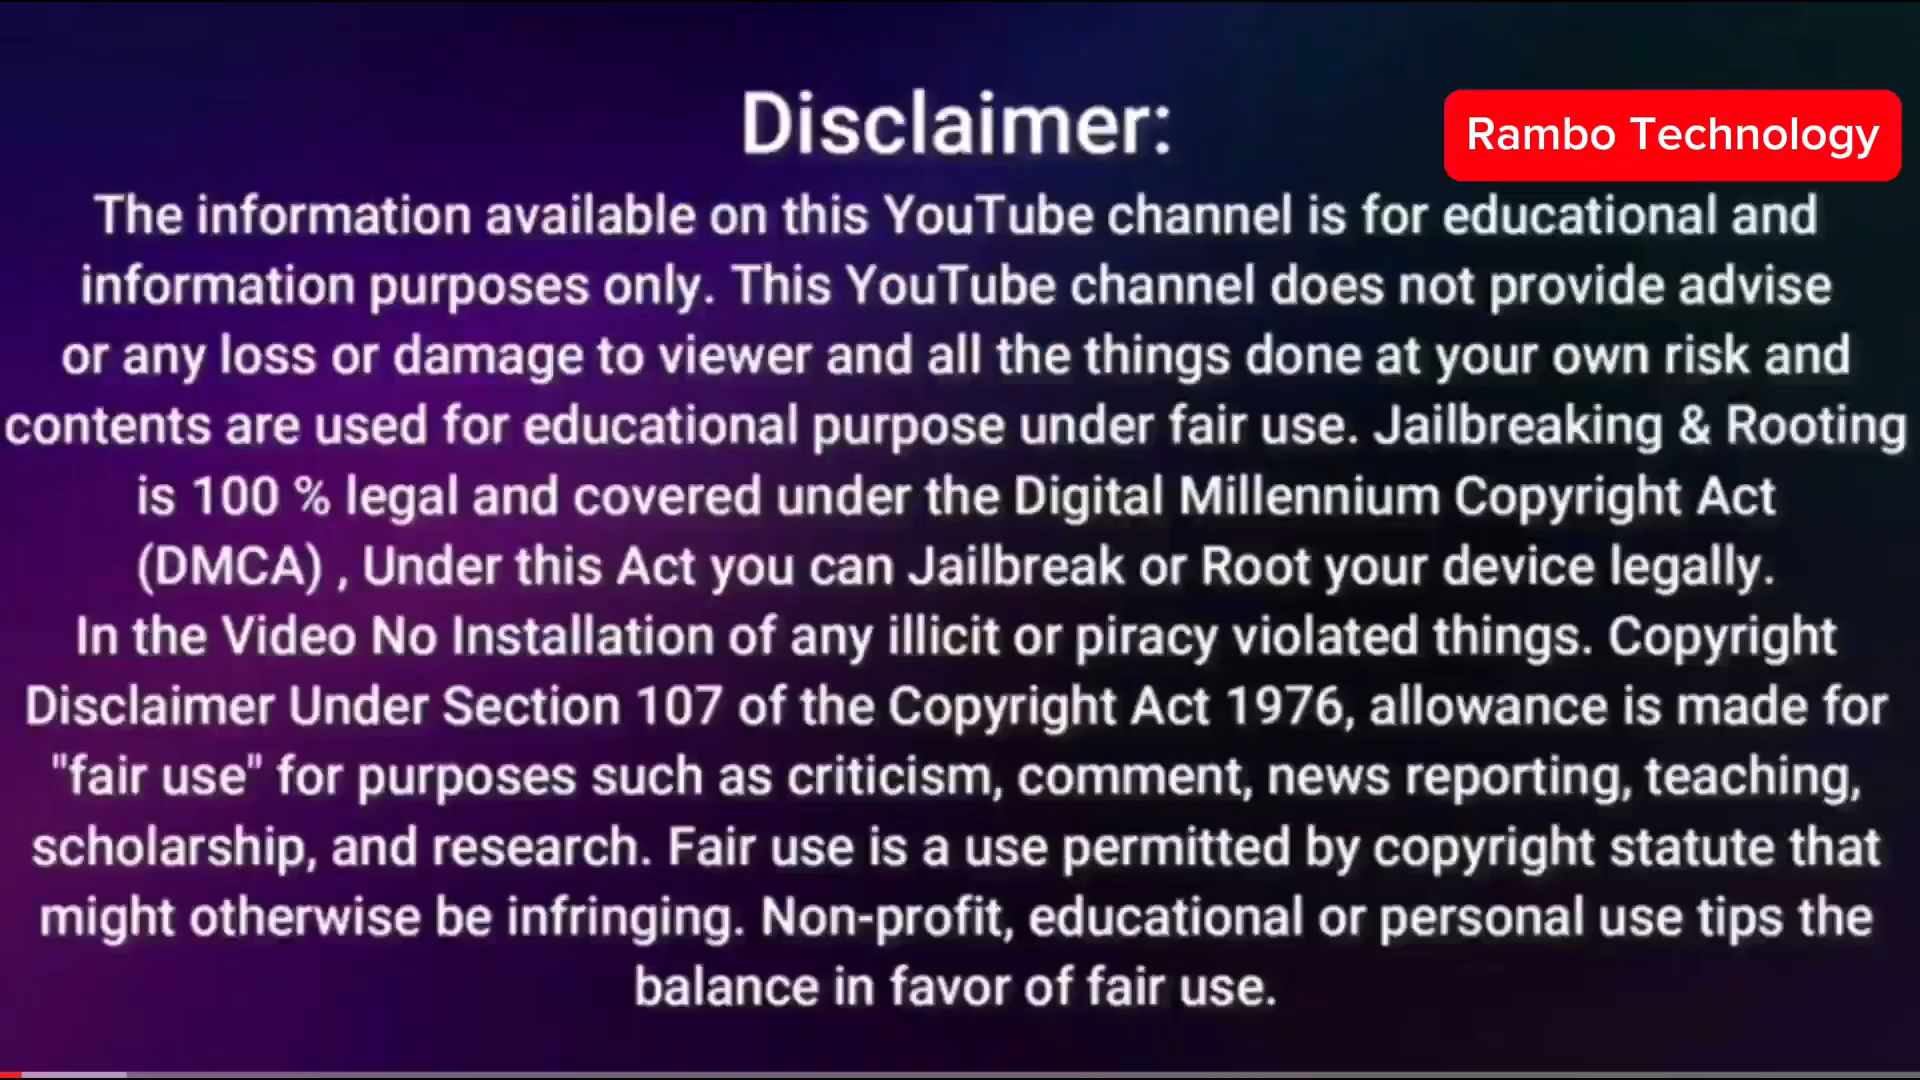 Disclaimer:
Rambo Technology
The information available on this YouTube channel is for educational and
information purposes only. This YouTube channel does not provide advise
or any loss or damage to viewer and all the things done at your own risk and
contents are used for educational purpose under fair use. Jailbreaking & Rooting
is 100 % legal and covered under the Digital Millennium Copyright Act
(DMCA) , Under this Act you can Jailbreak or Root your device legally.
In the Video No Installation of any illicit or piracy violated things. Copyright
Disclaimer Under Section 107 of the Copyright Act 1976, allowance is made for
"fair use" for purposes such as criticism, comment, news reporting, teaching,
scholarship, and research. Fair use is a use permitted by copyright statute that
might otherwise be infringing. Non-profit, educational or personal use tips the
balance in favor of fair use.